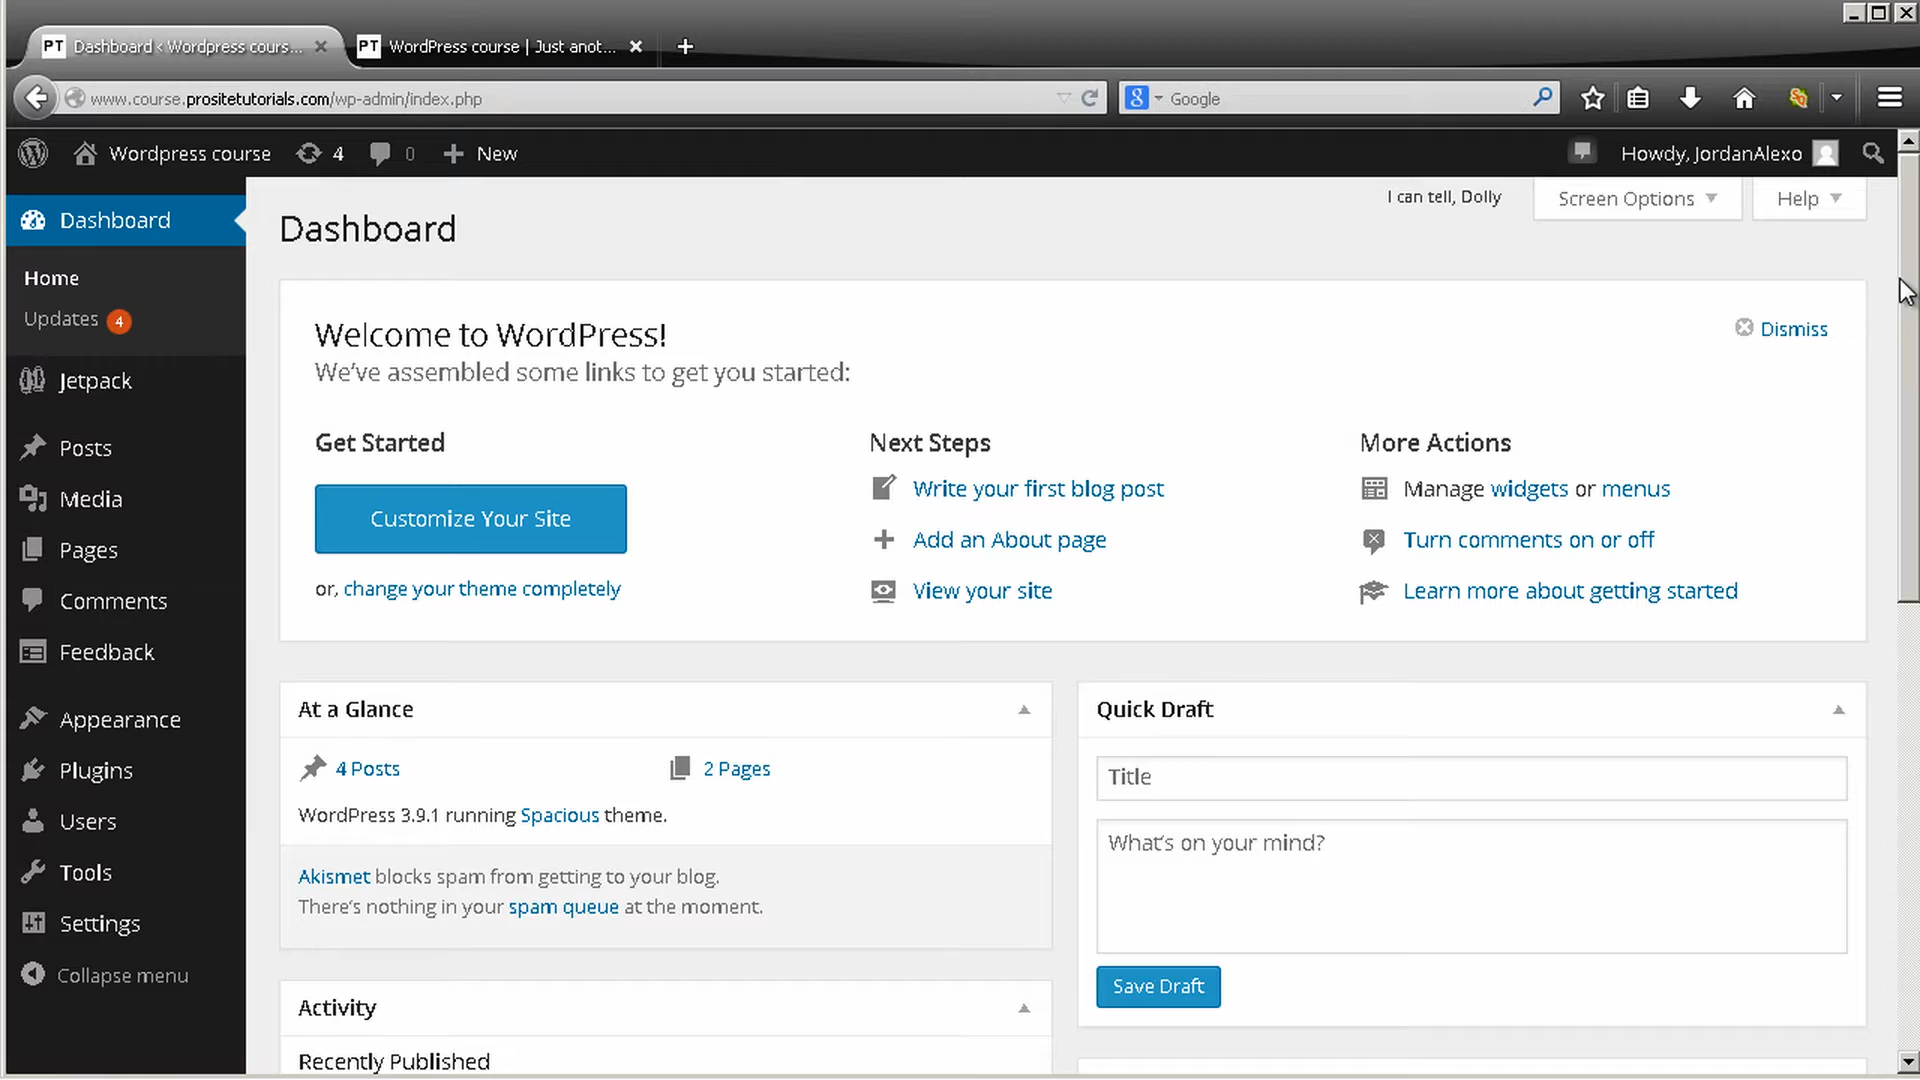 PT Dashboard ‹ Wordpress cours...
PT WordPress course | Just anot...
www.course.prositetutorials.com/wp-admin/index.php
8 Google
Wordpress course 4 0 + New
Howdy, JordanAlexo
Dashboard
Home
Updates 4
Jetpack
Posts
Media
Pages
Comments
Feedback
Appearance
Plugins
Users
Tools
Settings
Collapse menu
I can tell, Dolly
Screen Options
Help
Dashboard
Welcome to WordPress!
Dismiss
We've assembled some links to get you started:
Get Started
Customize Your Site
or, change your theme completely
Next Steps
Write your first blog post
Add an About page
View your site
More Actions
Manage widgets or menus
Turn comments on or off
Learn more about getting started
At a Glance
4 Posts
2 Pages
WordPress 3.9.1 running Spacious theme.
Akismet blocks spam from getting to your blog.
There's nothing in your spam queue at the moment.
Activity
Recently Published
Quick Draft
Title
What's on your mind?
Save Draft